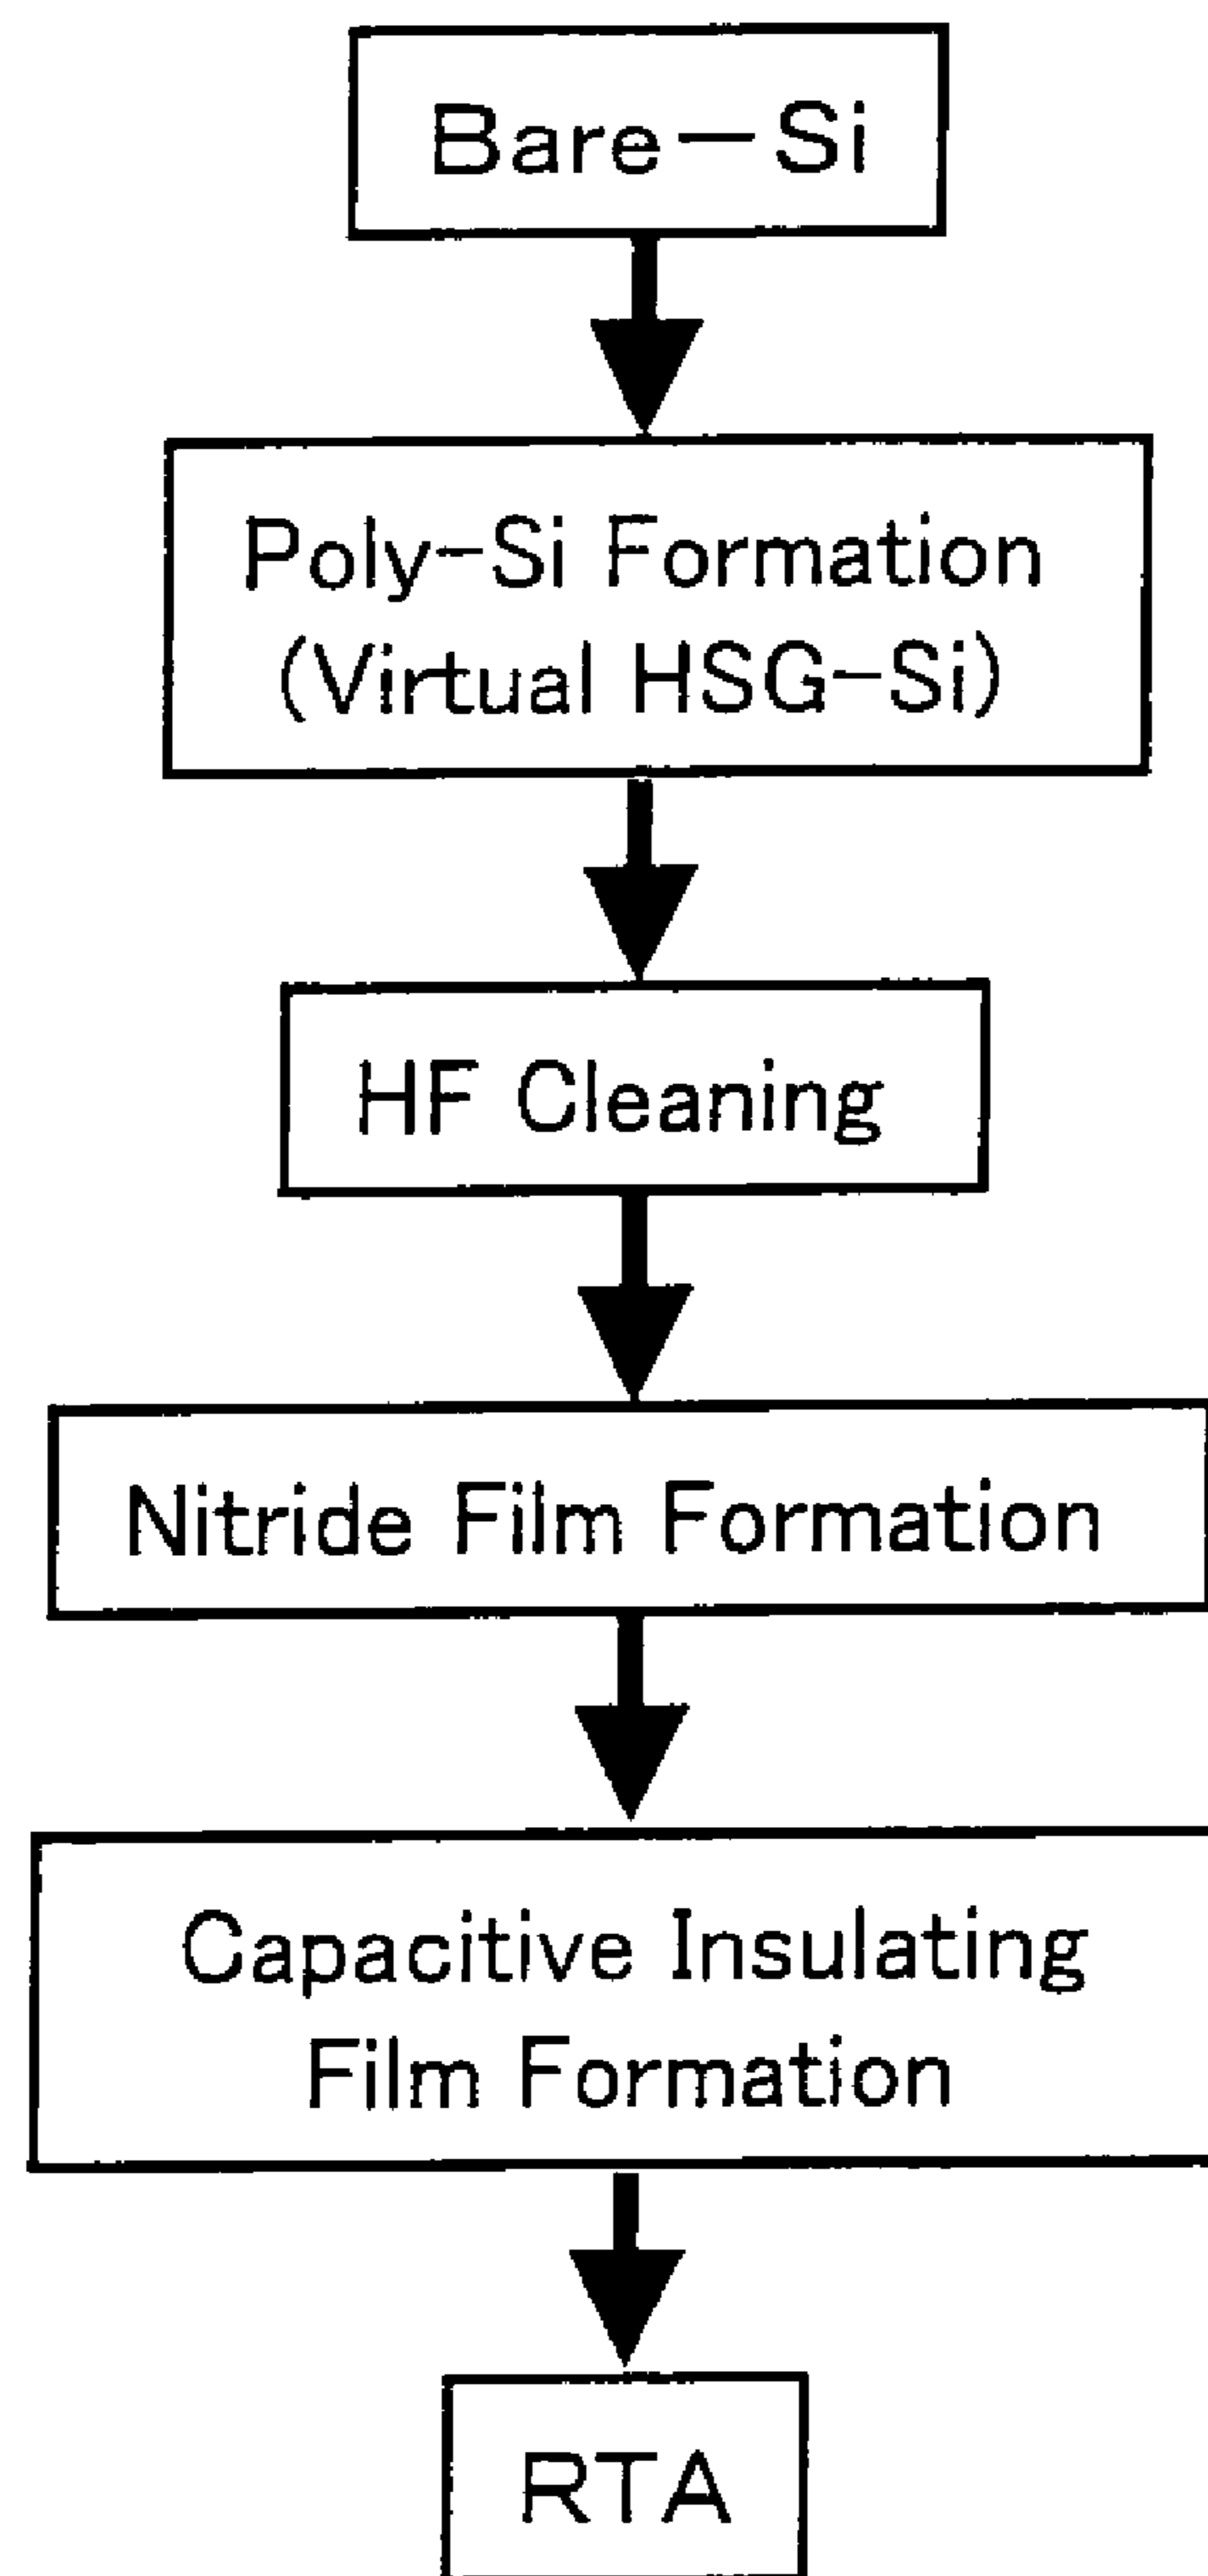 Bare-Si
Poly-Si Formation
(Virtual HSG-Si)
HF Cleaning
Nitride Film Formation
Capacitive Insulating
Film Formation
RTA